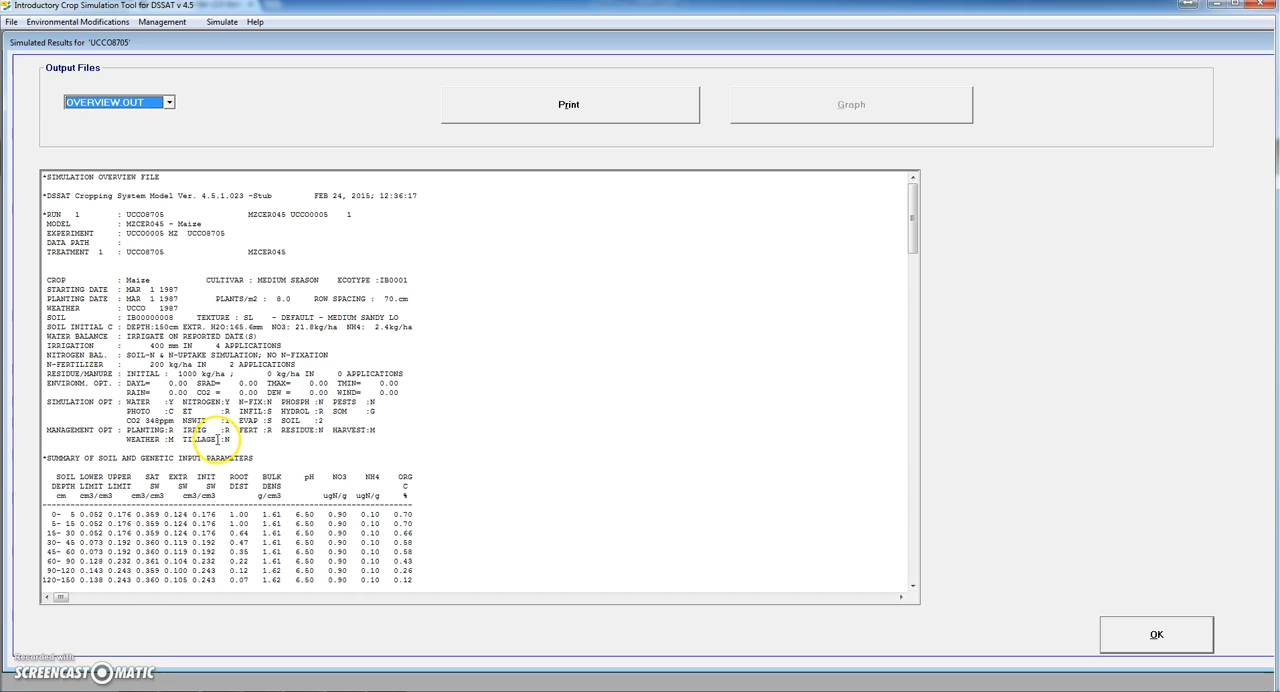 Introductory Crop Simulation Tool for DSSAT v 4.5
File Environmental Modifications Management Simulate Help
Simulated Results for 'UCCO8705'
Output Files
OVERVIEW.OUT
Print
Graph
*SIMULATION OVERVIEW FILE
*DSSAT Cropping System Model Ver. 4.5.1.023 -Stub FEB 24, 2015; 12:36:17
*RUN 1 : UCCO8705 MZCER045 UCCO0005 1
MODEL : MZCER045 - Maize
EXPERIMENT : UCCO0005 MZ UCCO8705
DATA PATH :
TREATMENT 1 : UCCO8705 MZCER045
CROP : Maize CULTIVAR : MEDIUM SEASON ECOTYPE :IB0001
STARTING DATE : MAR 1 1987
PLANTING DATE : MAR 1 1987 PLANTS/m2 : 8.0 ROW SPACING : 70.cm
WEATHER : UCCO 1987
SOIL : IB00000008 TEXTURE : SL - DEFAULT - MEDIUM SANDY LO
SOIL INITIAL C : DEPTH:150cm EXTR. H2O:165.6mm NO3: 21.8kg/ha NH4: 2.4kg/ha
WATER BALANCE : IRRIGATE ON REPORTED DATE(S)
IRRIGATION : 400 mm IN 4 APPLICATIONS
NITROGEN BAL. : SOIL-N & N-UPTAKE SIMULATION; NO N-FIXATION
N-FERTILIZER : 200 kg/ha IN 2 APPLICATIONS
RESIDUE/MANURE : INITIAL : 1000 kg/ha ; 0 kg/ha IN 0 APPLICATIONS
ENVIRONM. OPT. : DAYL= 0.00 SRAD= 0.00 TMAX= 0.00 TMIN= 0.00
RAIN= 0.00 CO2 = 0.00 DEW = 0.00 WIND= 0.00
SIMULATION OPT : WATER :Y NITROGEN:Y N-FIX:N PHOSPH :N PESTS :N
PHOTO :C ET :R INFIL:S HYDROL :R SOM :G
CO2 348ppm NSWIT :1 EVAP :S SOIL :2
MANAGEMENT OPT : PLANTING:R IRRIG :R FERT :R RESIDUE:N HARVEST:M
WEATHER :M TILLAGE :N
*SUMMARY OF SOIL AND GENETIC INPUT PARAMETERS
SOIL LOWER UPPER SAT EXTR INIT ROOT BULK pH NO3 NH4 ORG
DEPTH LIMIT LIMIT SW SW SW DIST DENS C
cm cm3/cm3 cm3/cm3 cm3/cm3 g/cm3 ugN/g ugN/g %
0- 5 0.052 0.176 0.359 0.124 0.176 1.00 1.61 6.50 0.90 0.10 0.70
5- 15 0.052 0.176 0.359 0.124 0.176 1.00 1.61 6.50 0.90 0.10 0.70
15- 30 0.052 0.176 0.359 0.124 0.176 0.64 1.61 6.50 0.90 0.10 0.66
30- 45 0.073 0.192 0.360 0.119 0.192 0.47 1.61 6.50 0.90 0.10 0.58
45- 60 0.073 0.192 0.360 0.119 0.192 0.35 1.61 6.50 0.90 0.10 0.58
60- 90 0.128 0.232 0.361 0.104 0.232 0.22 1.61 6.50 0.90 0.10 0.43
90-120 0.143 0.243 0.359 0.100 0.243 0.12 1.62 6.50 0.90 0.10 0.26
120-150 0.138 0.243 0.360 0.105 0.243 0.07 1.62 6.50 0.90 0.10 0.12
OK
Recorded with
SCREENCAST-O-MATIC